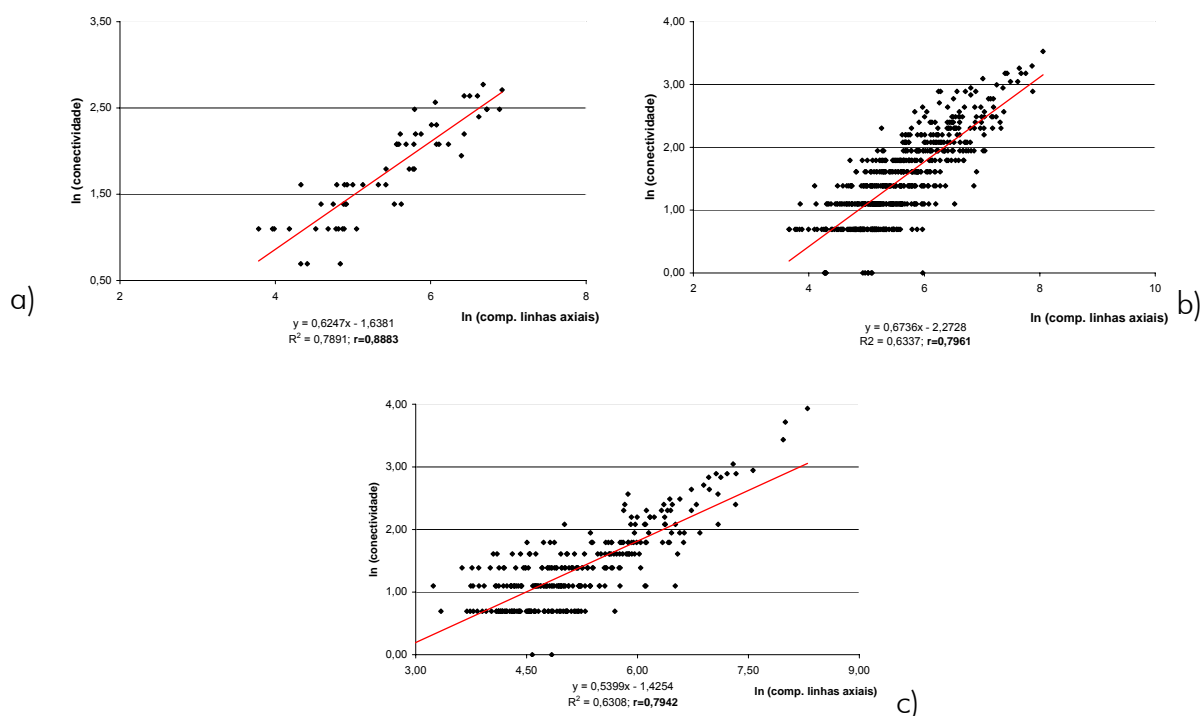 3,50
2,50
1,50
0,50
ln (conectividade)
2
4
6
8
ln (comp. linhas axiais)
y = 0,6247x - 1,6381
R² = 0,7891; r=0,8883
a)
4,00
3,00
2,00
1,00
0,00
ln (conectividade)
2
4
6
8
10
ln (comp. linhas axiais)
y = 0,6736x - 2,2728
R2 = 0,6337; r=0,7961
b)
4,00
3,00
2,00
1,00
0,00
ln (conectividade)
3,00
4,50
6,00
7,50
9,00
y = 0,5399x - 1,4254
ln (comp. linhas axiais)
R² = 0,6308; r=0,7942
c)